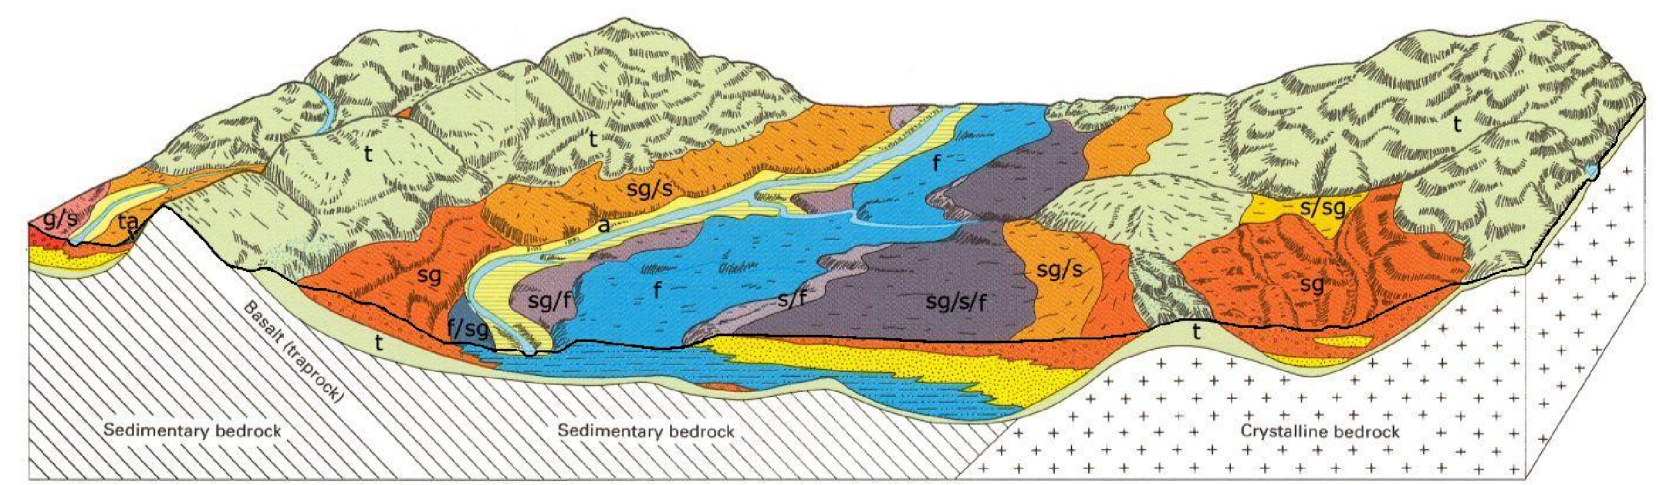 t
t
t
t
f
sg/s
g/s
ta
a
s/sg
sg
sg/f
f
s/f
sg/s/f
sg/s
sg
f/sg
t
t
Basalt (traprock)
Sedimentary bedrock
Sedimentary bedrock
Crystalline bedrock